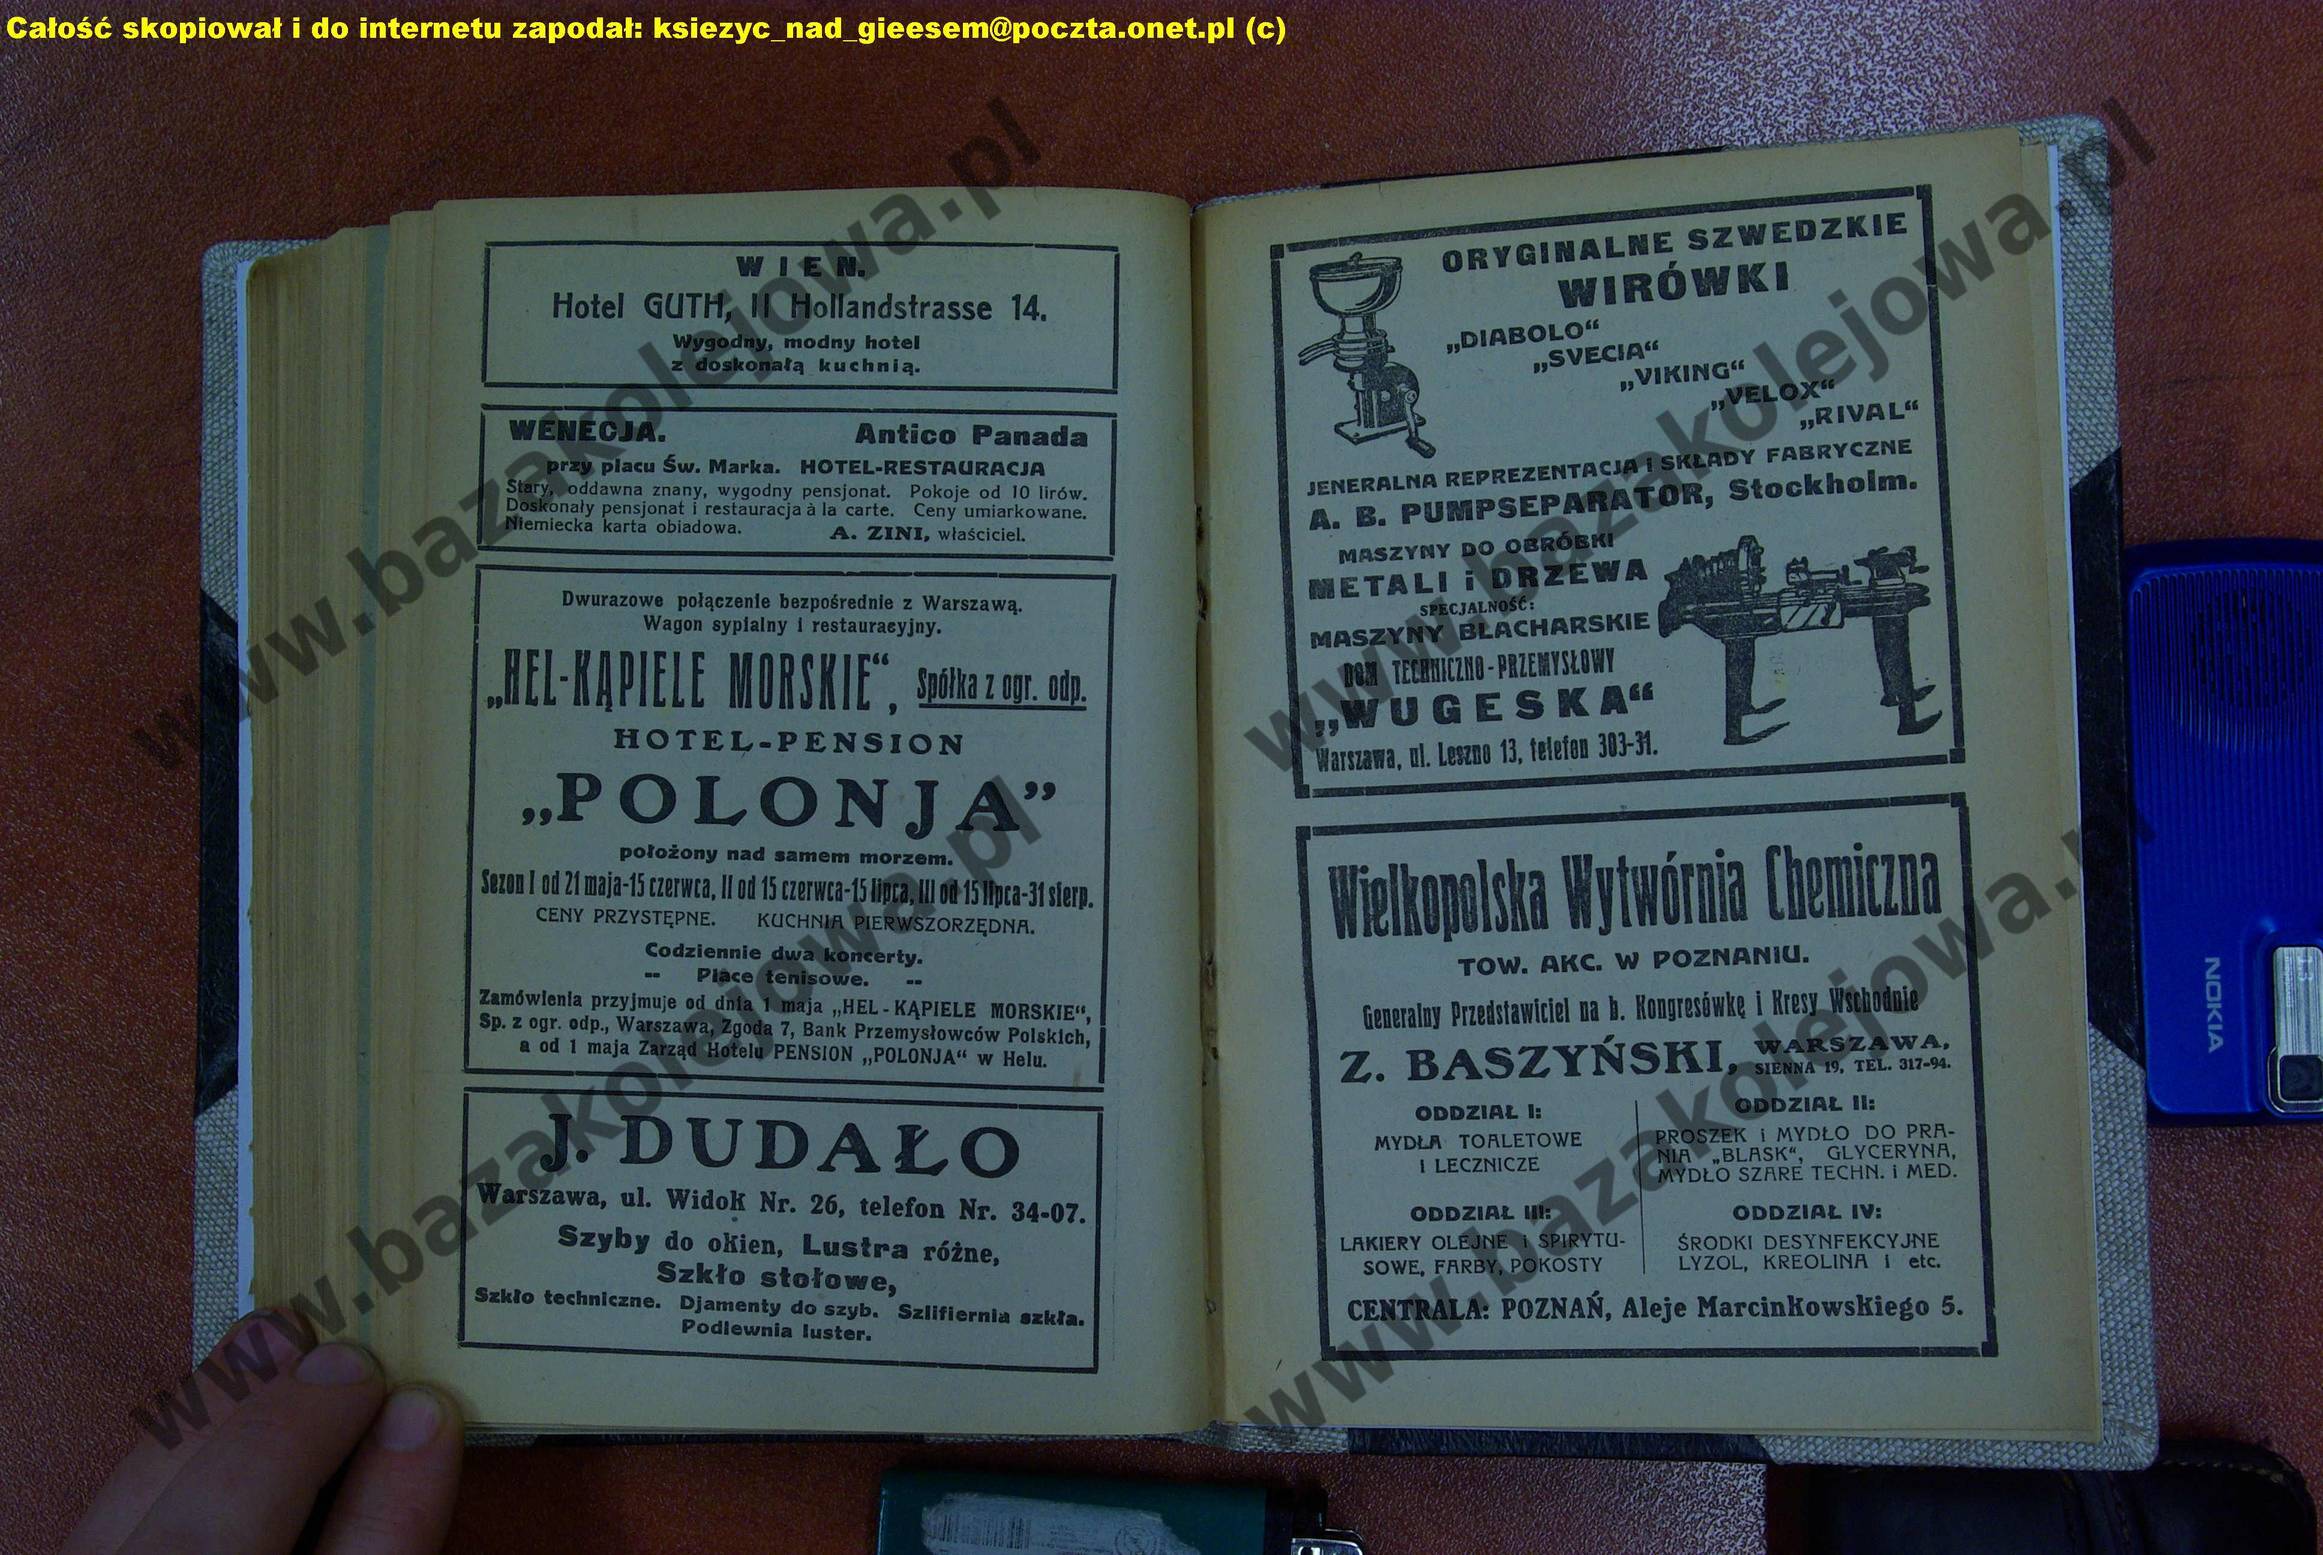 Całość skopiował i do internetu zapodał: ksiezyc_nad_gieesem@poczta.onet.pl (c)
WIEN.
Hotel GUTH, II Hollandstrasse 14.
Wygodny, modny hotel
z doskonałą kuchnią.
WENECJA. Antico Panada
przy placu Św. Marka. HOTEL-RESTAURACJA
Stary, oddawna znany, wygodny pensjonat. Pokoje od 10 lirów.
Doskonały pensjonat i restauracja à la carte. Ceny umiarkowane.
Niemiecka karta obiadowa. A. ZINI, właściciel.
Dwurazowe połączenie bezpośrednie z Warszawą.
Wagon sypialny i restauracyjny.
„HEL-KĄPIELE MORSKIE“, Spółka z ogr. odp.
HOTEL-PENSION
„POLONJA”
położony nad samem morzem.
Sezon I od 21 maja-15 czerwca, II od 15 czerwca-15 lipca, III od 15 lipca-31 sierp.
CENY PRZYSTĘPNE. KUCHNIA PIERWSZORZĘDNA.
Codziennie dwa koncerty.
-- Place tenisowe. --
Zamówienia przyjmuje od dnia 1 maja „HEL-KĄPIELE MORSKIE“,
Sp. z ogr. odp., Warszawa, Zgoda 7, Bank Przemysłowców Polskich,
a od 1 maja Zarząd Hotelu PENSION „POLONJA“ w Helu.
J. DUDAŁO
Warszawa, ul. Widok Nr. 26, telefon Nr. 34-07.
Szyby do okien, Lustra różne,
Szkło stołowe,
Szkło techniczne. Djamenty do szyb. Szlifiernia szkła.
Podlewnia luster.
ORYGINALNE SZWEDZKIE
WIRÓWKI
„DIABOLO“
„SVECIA“
„VIKING“
„VELOX“
„RIVAL“
JENERALNA REPREZENTACJA i SKŁADY FABRYCZNE
A. B. PUMPSEPARATOR, Stockholm.
MASZYNY DO OBRÓBKI
METALI i DRZEWA
SPECJALNOŚĆ:
MASZYNY BLACHARSKIE
DOM TECHNICZNO-PRZEMYSŁOWY
„WUGESKA“
Warszawa, ul. Leszno 13, telefon 303-31.
Wielkopolska Wytwórnia Chemiczna
TOW. AKC. W POZNANIU.
Generalny Przedstawiciel na b. Kongresówkę i Kresy Wschodnie
Z. BASZYŃSKI, WARSZAWA,
SIENNA 19, TEL. 317-94.
ODDZIAŁ I:
MYDŁA TOALETOWE
I LECZNICZE
ODDZIAŁ II:
PROSZEK i MYDŁO DO PRA-
NIA „BLASK“, GLYCERYNA,
MYDŁO SZARE TECHN. i MED.
ODDZIAŁ III:
LAKIERY OLEJNE i SPIRYTU-
SOWE, FARBY, POKOSTY
ODDZIAŁ IV:
ŚRODKI DESYNFEKCYJNE
LYZOL, KREOLINA i etc.
CENTRALA: POZNAŃ, Aleje Marcinkowskiego 5.
NOKIA
www.bazakolejowa.pl
www.bazakolejowa.pl
www.bazakolejowa.pl
www.bazakolejowa.pl